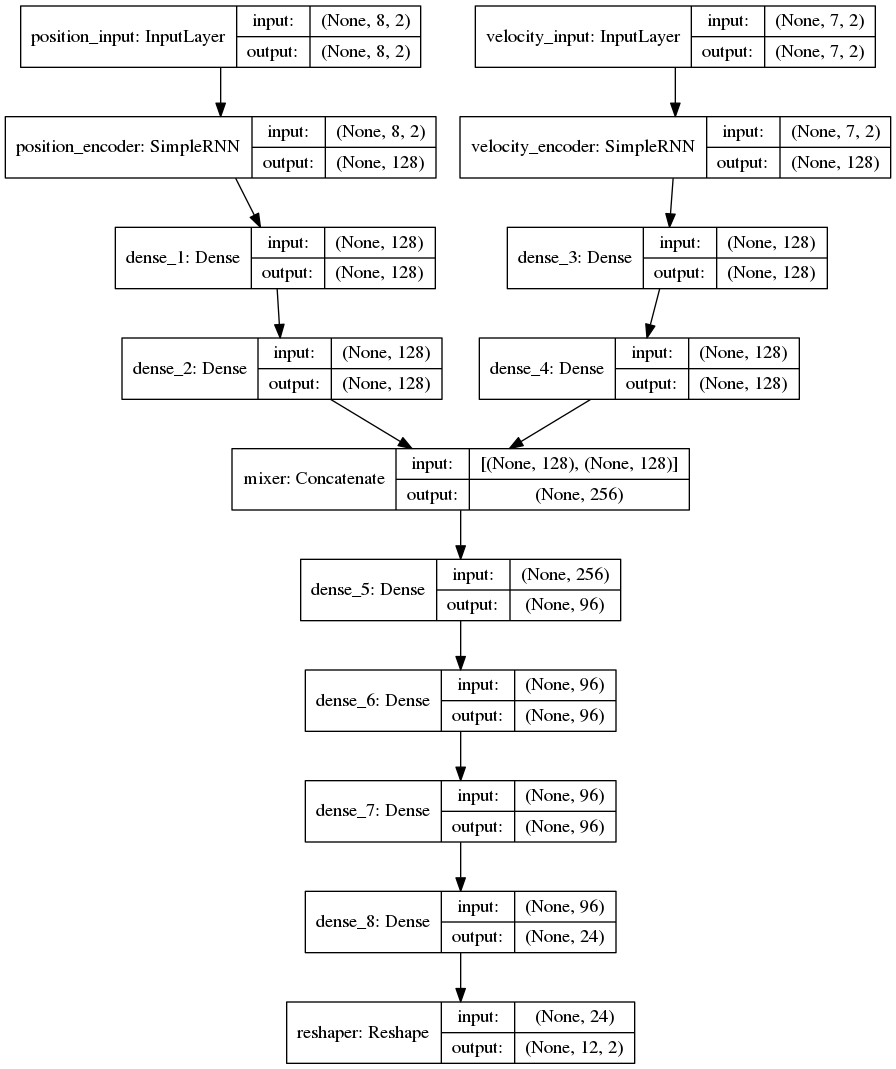 position_input: InputLayer
input: (None, 8, 2)
output: (None, 8, 2)
velocity_input: InputLayer
input: (None, 7, 2)
output: (None, 7, 2)
position_encoder: SimpleRNN
input: (None, 8, 2)
output: (None, 128)
velocity_encoder: SimpleRNN
input: (None, 7, 2)
output: (None, 128)
dense_1: Dense
input: (None, 128)
output: (None, 128)
dense_3: Dense
input: (None, 128)
output: (None, 128)
dense_2: Dense
input: (None, 128)
output: (None, 128)
dense_4: Dense
input: (None, 128)
output: (None, 128)
mixer: Concatenate
input: [(None, 128), (None, 128)]
output: (None, 256)
dense_5: Dense
input: (None, 256)
output: (None, 96)
dense_6: Dense
input: (None, 96)
output: (None, 96)
dense_7: Dense
input: (None, 96)
output: (None, 96)
dense_8: Dense
input: (None, 96)
output: (None, 24)
reshaper: Reshape
input: (None, 24)
output: (None, 12, 2)